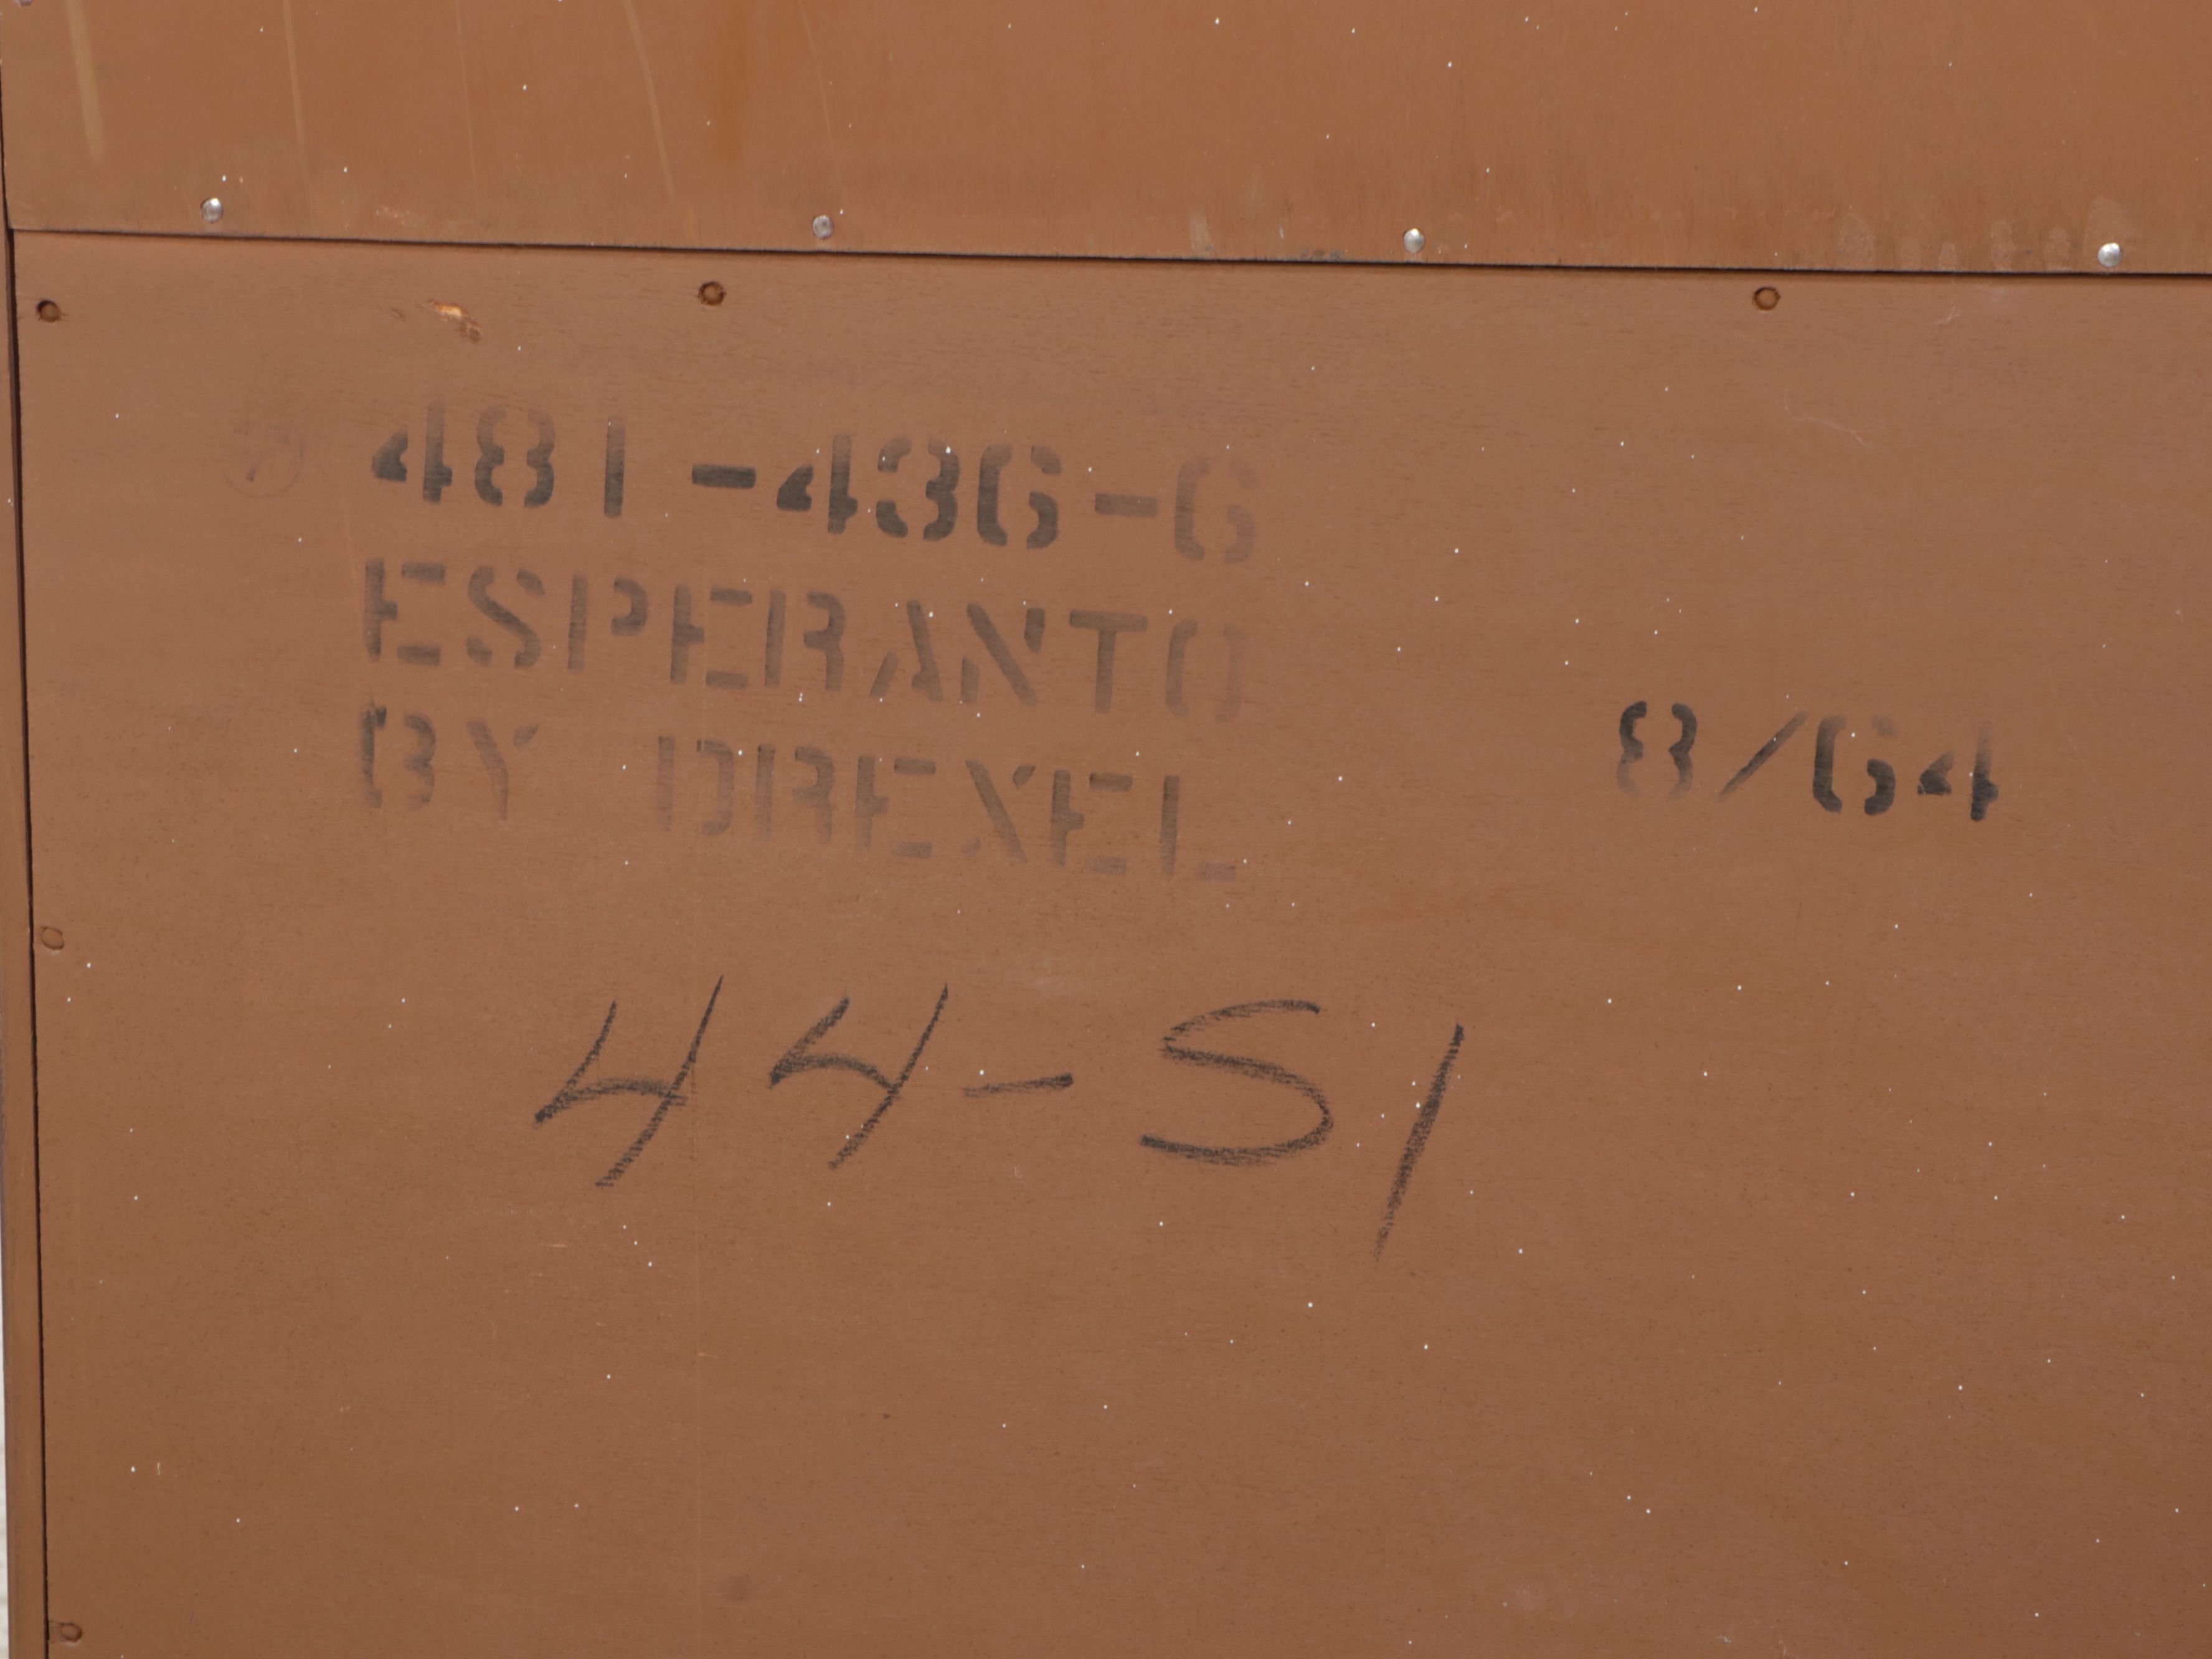 481-436-6
ESPERANTO
BY DREXEL
8/64
44-51